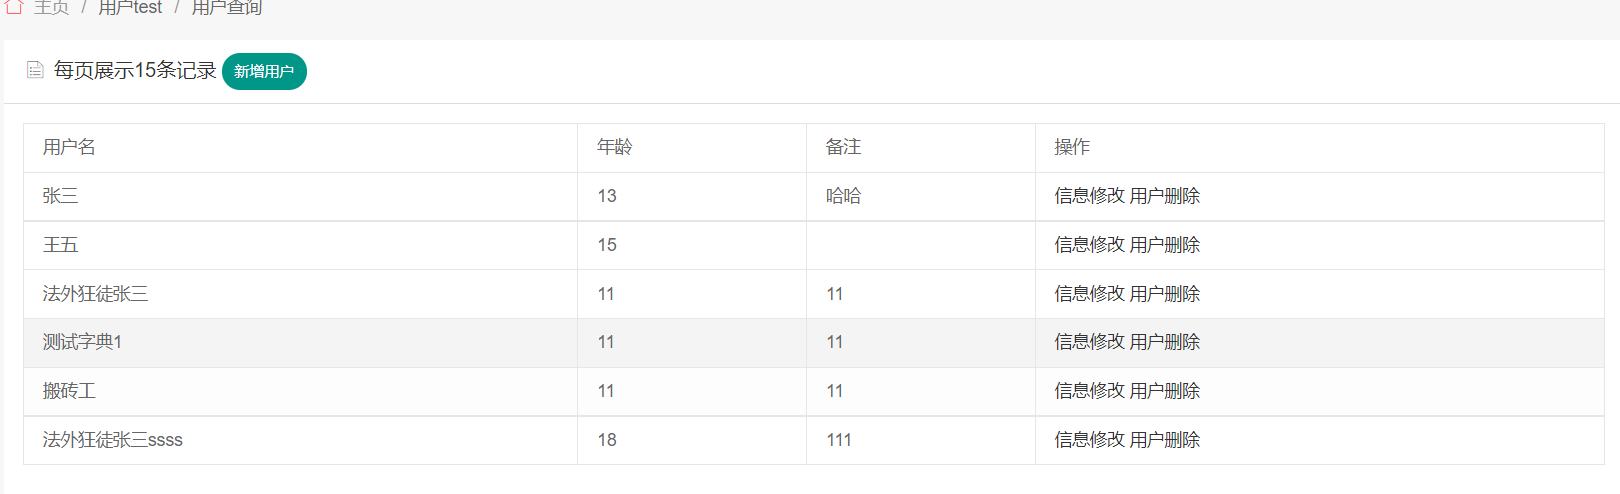 主页 / 用户test / 用户查询
每页展示15条记录 新增用户
用户名 年龄 备注 操作
张三 13 哈哈 信息修改 用户删除
王五 15 信息修改 用户删除
法外狂徒张三 11 11 信息修改 用户删除
测试字典1 11 11 信息修改 用户删除
搬砖工 11 11 信息修改 用户删除
法外狂徒张三ssss 18 111 信息修改 用户删除